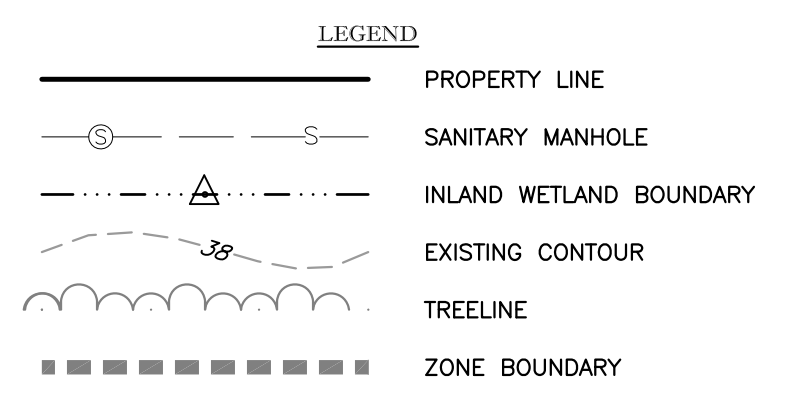 LEGEND
PROPERTY LINE
S S SANITARY MANHOLE
INLAND WETLAND BOUNDARY
38 EXISTING CONTOUR
TREELINE
ZONE BOUNDARY